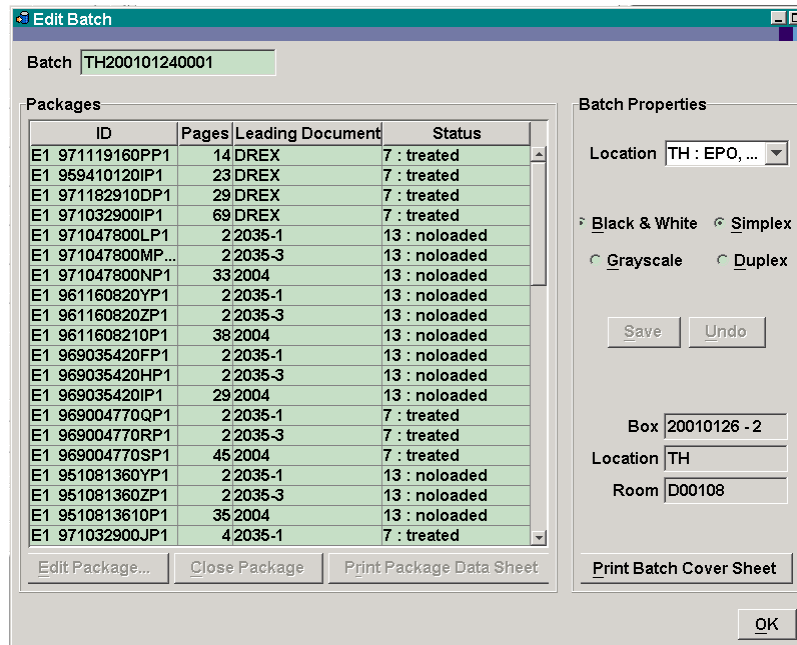 Edit Batch
Batch TH200101240001
Packages
ID Pages Leading Document Status
E1 971119160PP1 14 DREX 7 : treated
E1 959410120IP1 23 DREX 7 : treated
E1 971182910DP1 29 DREX 7 : treated
E1 971032900IP1 69 DREX 7 : treated
E1 971047800LP1 2 2035-1 13 : noloaded
E1 971047800MP... 2 2035-3 13 : noloaded
E1 971047800NP1 33 2004 13 : noloaded
E1 961160820YP1 2 2035-1 13 : noloaded
E1 961160820ZP1 2 2035-3 13 : noloaded
E1 9611608210P1 38 2004 13 : noloaded
E1 969035420FP1 2 2035-1 13 : noloaded
E1 969035420HP1 2 2035-3 13 : noloaded
E1 969035420IP1 29 2004 13 : noloaded
E1 969004770QP1 2 2035-1 7 : treated
E1 969004770RP1 2 2035-3 7 : treated
E1 969004770SP1 45 2004 7 : treated
E1 951081360YP1 2 2035-1 13 : noloaded
E1 951081360ZP1 2 2035-3 13 : noloaded
E1 9510813610P1 35 2004 13 : noloaded
E1 971032900JP1 4 2035-1 7 : treated
Edit Package... Close Package Print Package Data Sheet
Batch Properties
Location TH : EPO, ...
Black & White Simplex
Grayscale Duplex
Save Undo
Box 20010126 - 2
Location TH
Room D00108
Print Batch Cover Sheet
OK